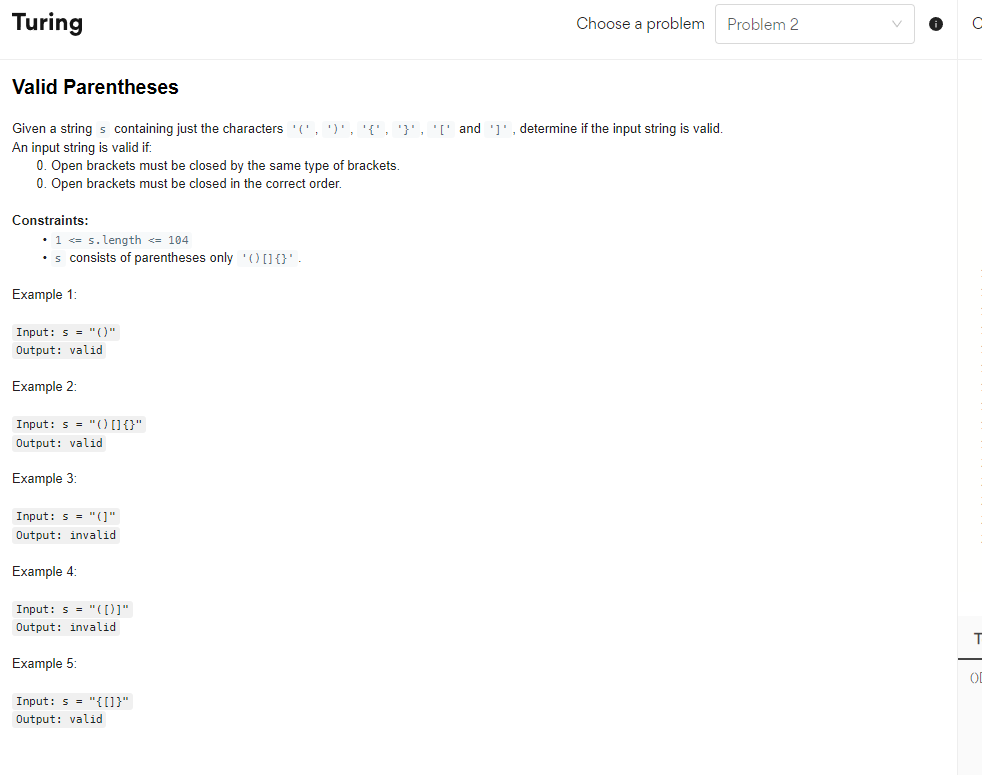 Turing
Choose a problem
Problem 2
Valid Parentheses
Given a string s containing just the characters '(', ')', '{', '}', '[' and ']', determine if the input string is valid.
An input string is valid if:
0. Open brackets must be closed by the same type of brackets.
0. Open brackets must be closed in the correct order.
Constraints:
• 1 <= s.length <= 104
• s consists of parentheses only '()[]{}'.
Example 1:
Input: s = "()"
Output: valid
Example 2:
Input: s = "()[]{}"
Output: valid
Example 3:
Input: s = "(]"
Output: invalid
Example 4:
Input: s = "([)]"
Output: invalid
Example 5:
Input: s = "{[]}"
Output: valid